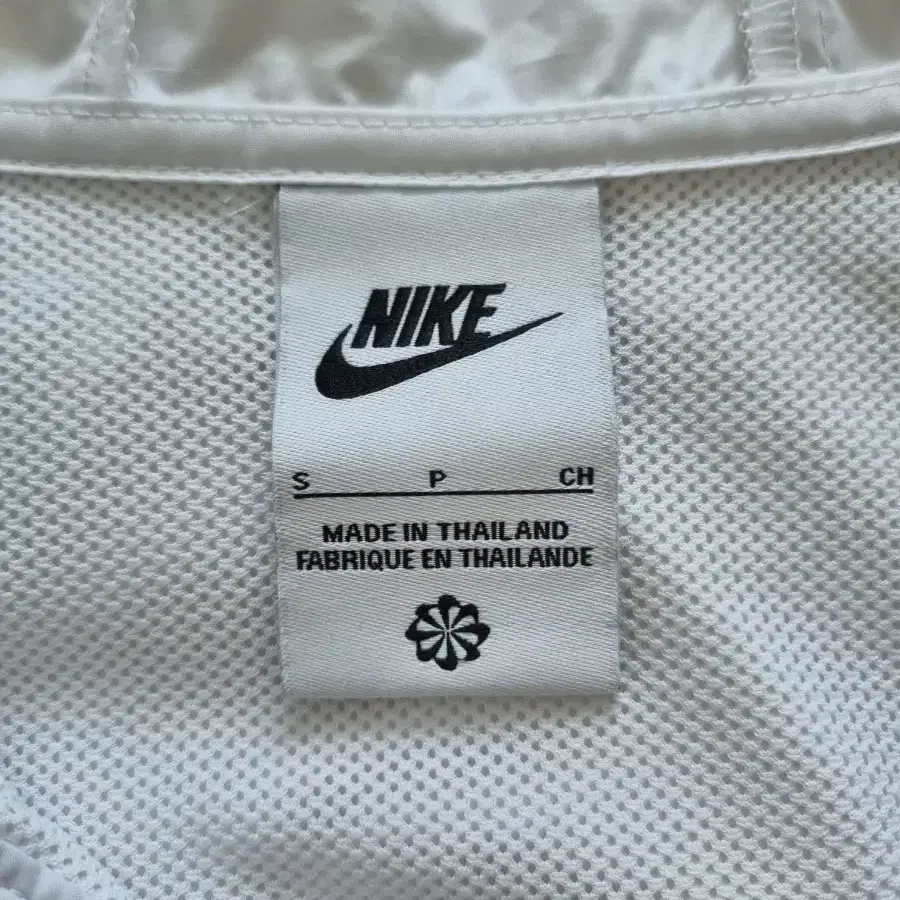 NIKE
S P CH
MADE IN THAILAND
FABRIQUE EN THAILANDE